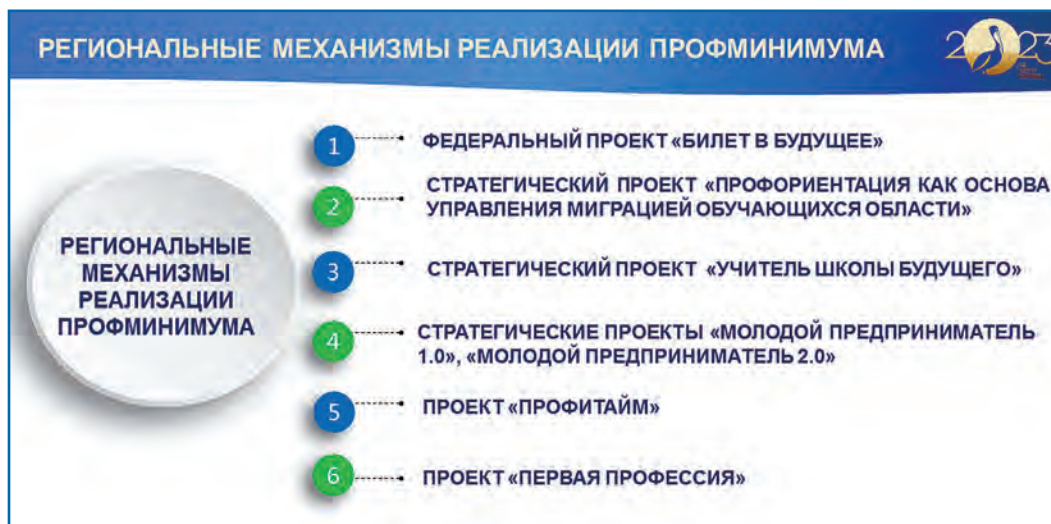 РЕГИОНАЛЬНЫЕ МЕХАНИЗМЫ РЕАЛИЗАЦИИ ПРОФМИНИМУМА
2023
РЕГИОНАЛЬНЫЕ
МЕХАНИЗМЫ
РЕАЛИЗАЦИИ
ПРОФМИНИМУМА
1 ФЕДЕРАЛЬНЫЙ ПРОЕКТ «БИЛЕТ В БУДУЩЕЕ»
2 СТРАТЕГИЧЕСКИЙ ПРОЕКТ «ПРОФОРИЕНТАЦИЯ КАК ОСНОВА
УПРАВЛЕНИЯ МИГРАЦИЕЙ ОБУЧАЮЩИХСЯ ОБЛАСТИ»
3 СТРАТЕГИЧЕСКИЙ ПРОЕКТ «УЧИТЕЛЬ ШКОЛЫ БУДУЩЕГО»
4 СТРАТЕГИЧЕСКИЕ ПРОЕКТЫ «МОЛОДОЙ ПРЕДПРИНИМАТЕЛЬ
1.0», «МОЛОДОЙ ПРЕДПРИНИМАТЕЛЬ 2.0»
5 ПРОЕКТ «ПРОФИТАЙМ»
6 ПРОЕКТ «ПЕРВАЯ ПРОФЕССИЯ»